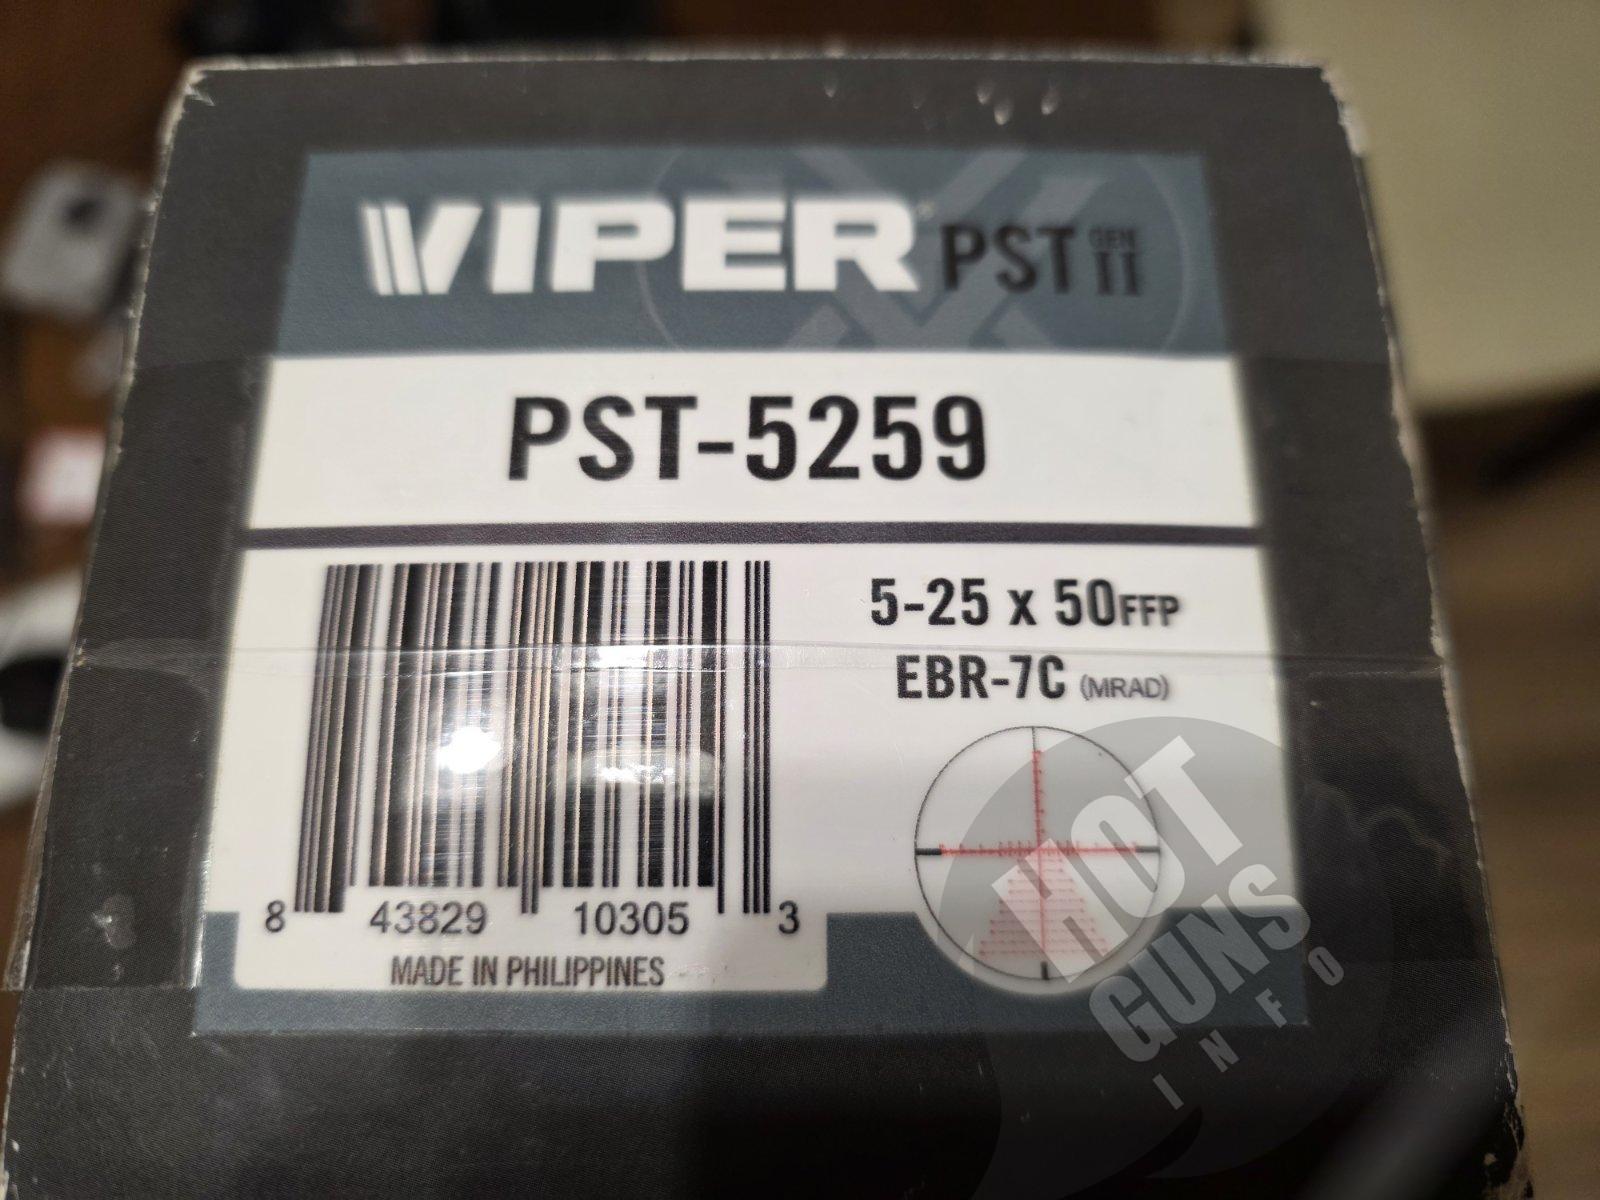 VIPER PST GEN II
PST-5259
5-25 x 50FFP
EBR-7C (MRAD)
8 43829 10305 3
MADE IN PHILIPPINES
HOT
GUNS
INFO